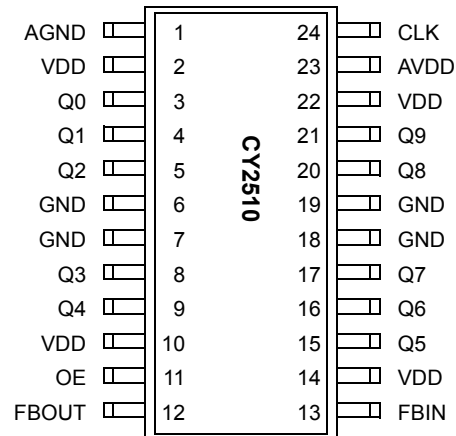 AGND 1 24 CLK
VDD 2 23 AVDD
Q0 3 22 VDD
Q1 4 21 Q9
Q2 5 20 Q8
GND 6 19 GND
GND 7 18 GND
Q3 8 17 Q7
Q4 9 16 Q6
VDD 10 15 Q5
OE 11 14 VDD
FBOUT 12 13 FBIN
CY2510